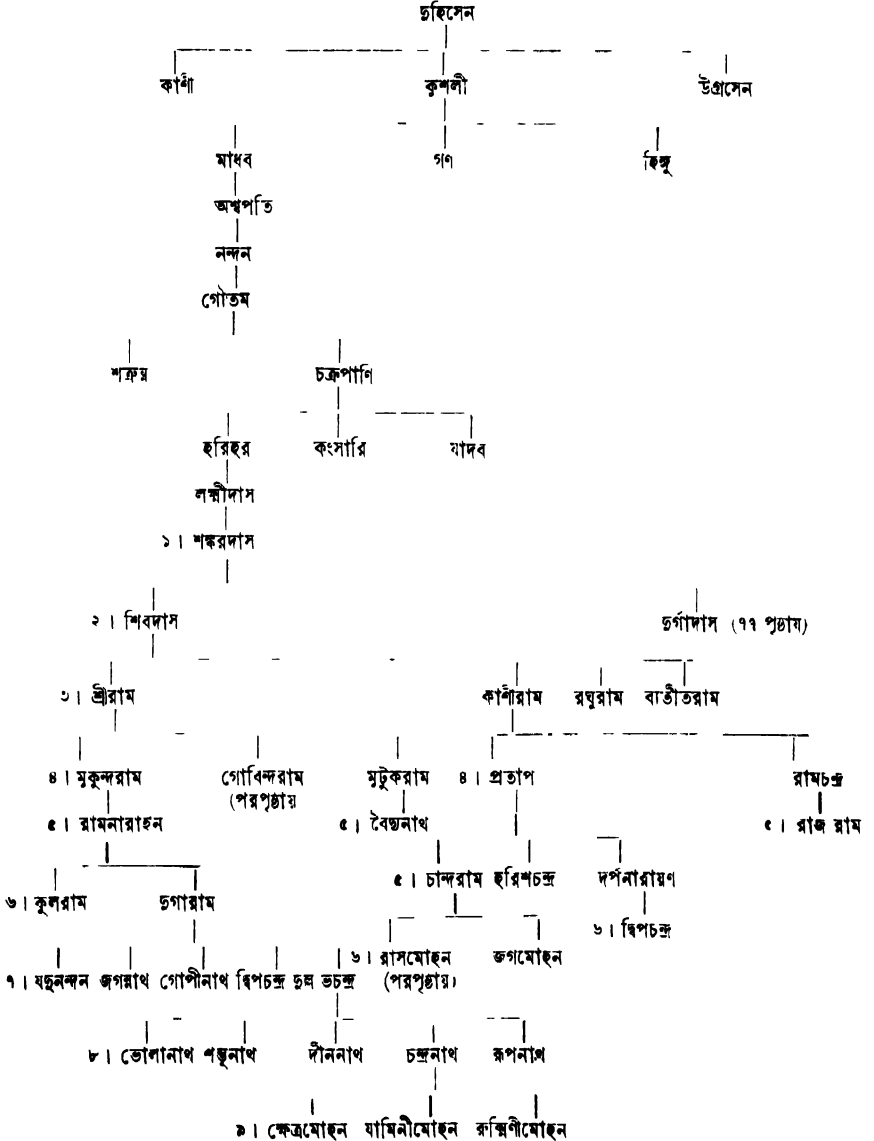 দুহিসেন
কাশী কুশলী উগ্রসেন
মাধব গণ হিঙ্গু
অশ্বপতি
নন্দন
গৌতম
শত্রুঘ্ন চক্রপাণি
হরিহর কংসারি যাদব
লক্ষ্মীদাস
১। শঙ্করদাস
২। শিবদাস দুর্গাদাস (৭৭ পৃষ্ঠায়)
৩। শ্রীরাম কাশীরাম রঘুরাম বাতীতরাম
৪। মুকুন্দরাম গোবিন্দরাম মুটুকরাম ৪। প্রতাপ রামচন্দ্র
(পরপৃষ্ঠায়
৫। রামনারাহন ৫। বৈদ্যনাথ ৫। রাজ রাম
৫। চান্দরাম হরিশচন্দ্র দর্পনারায়ণ
৬। কুলরাম দুগারাম ৬। দ্বিপচন্দ্র
৬। রাসমোহন জগমোহন
৭। যদুনন্দন জগন্নাথ গোপীনাথ দ্বিপচন্দ্র দুল্ল ভচন্দ্র (পরপৃষ্ঠায়)
৮। ভোলানাথ শম্ভূনাথ দীননাথ চন্দ্রনাথ রূপনাথ
৯। ক্ষেত্রমোহন যামিনীমোহন রুক্মিণীমোহন